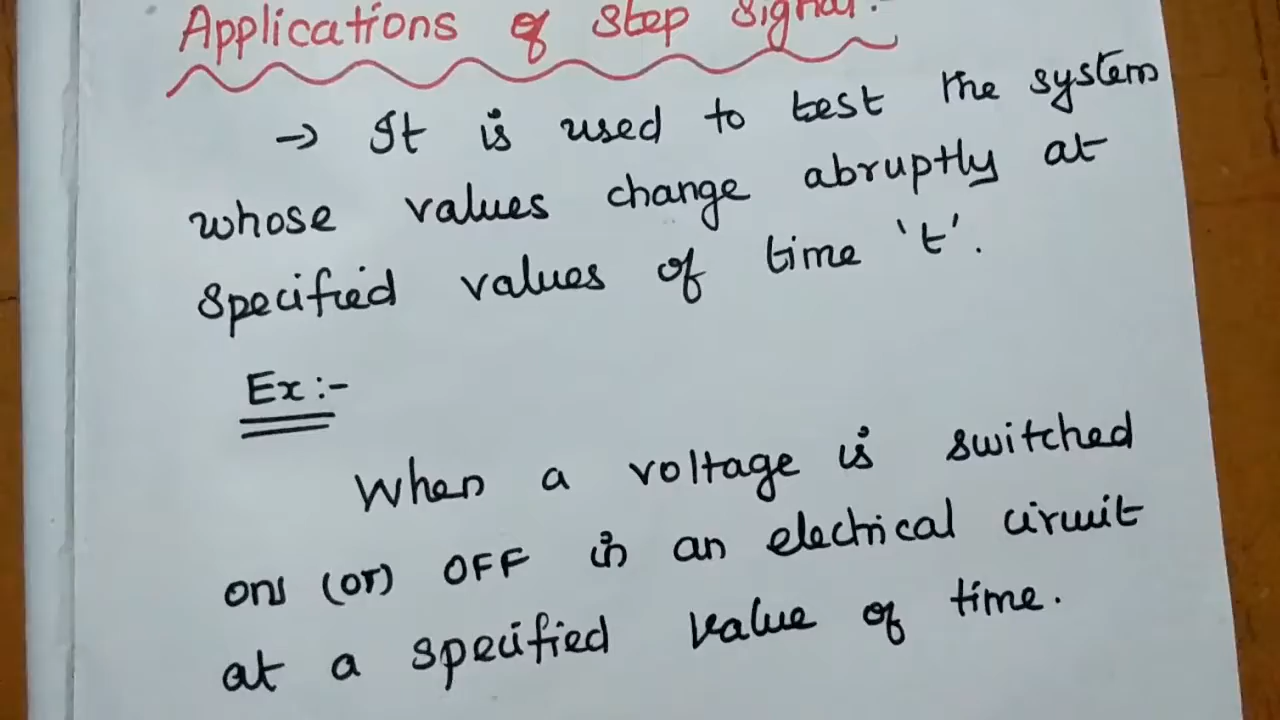 Applications of Step Signal:-
→ It is used to test the system
whose values change abruptly at
specified values of time 't'.
Ex:-
When a voltage is switched
on (or) OFF in an electrical circuit
at a specified value of time.